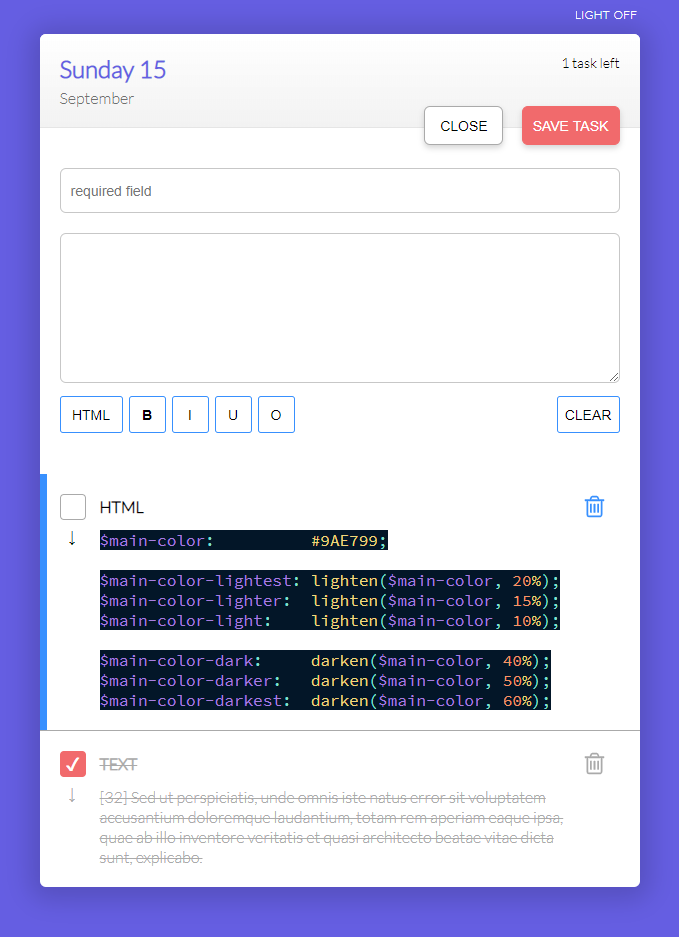 LIGHT OFF
Sunday 15
1 task left
September
CLOSE
SAVE TASK
required field
HTML B I U O CLEAR
HTML
$main-color:          #9AE799;
$main-color-lightest: lighten($main-color, 20%);
$main-color-lighter:  lighten($main-color, 15%);
$main-color-light:    lighten($main-color, 10%);
$main-color-dark:     darken($main-color, 40%);
$main-color-darker:   darken($main-color, 50%);
$main-color-darkest:  darken($main-color, 60%);
TEXT
[32] Sed ut perspiciatis, unde omnis iste natus error sit voluptatem
accusantium doloremque laudantium, totam rem aperiam eaque ipsa,
quae ab illo inventore veritatis et quasi architecto beatae vitae dicta
sunt, explicabo.